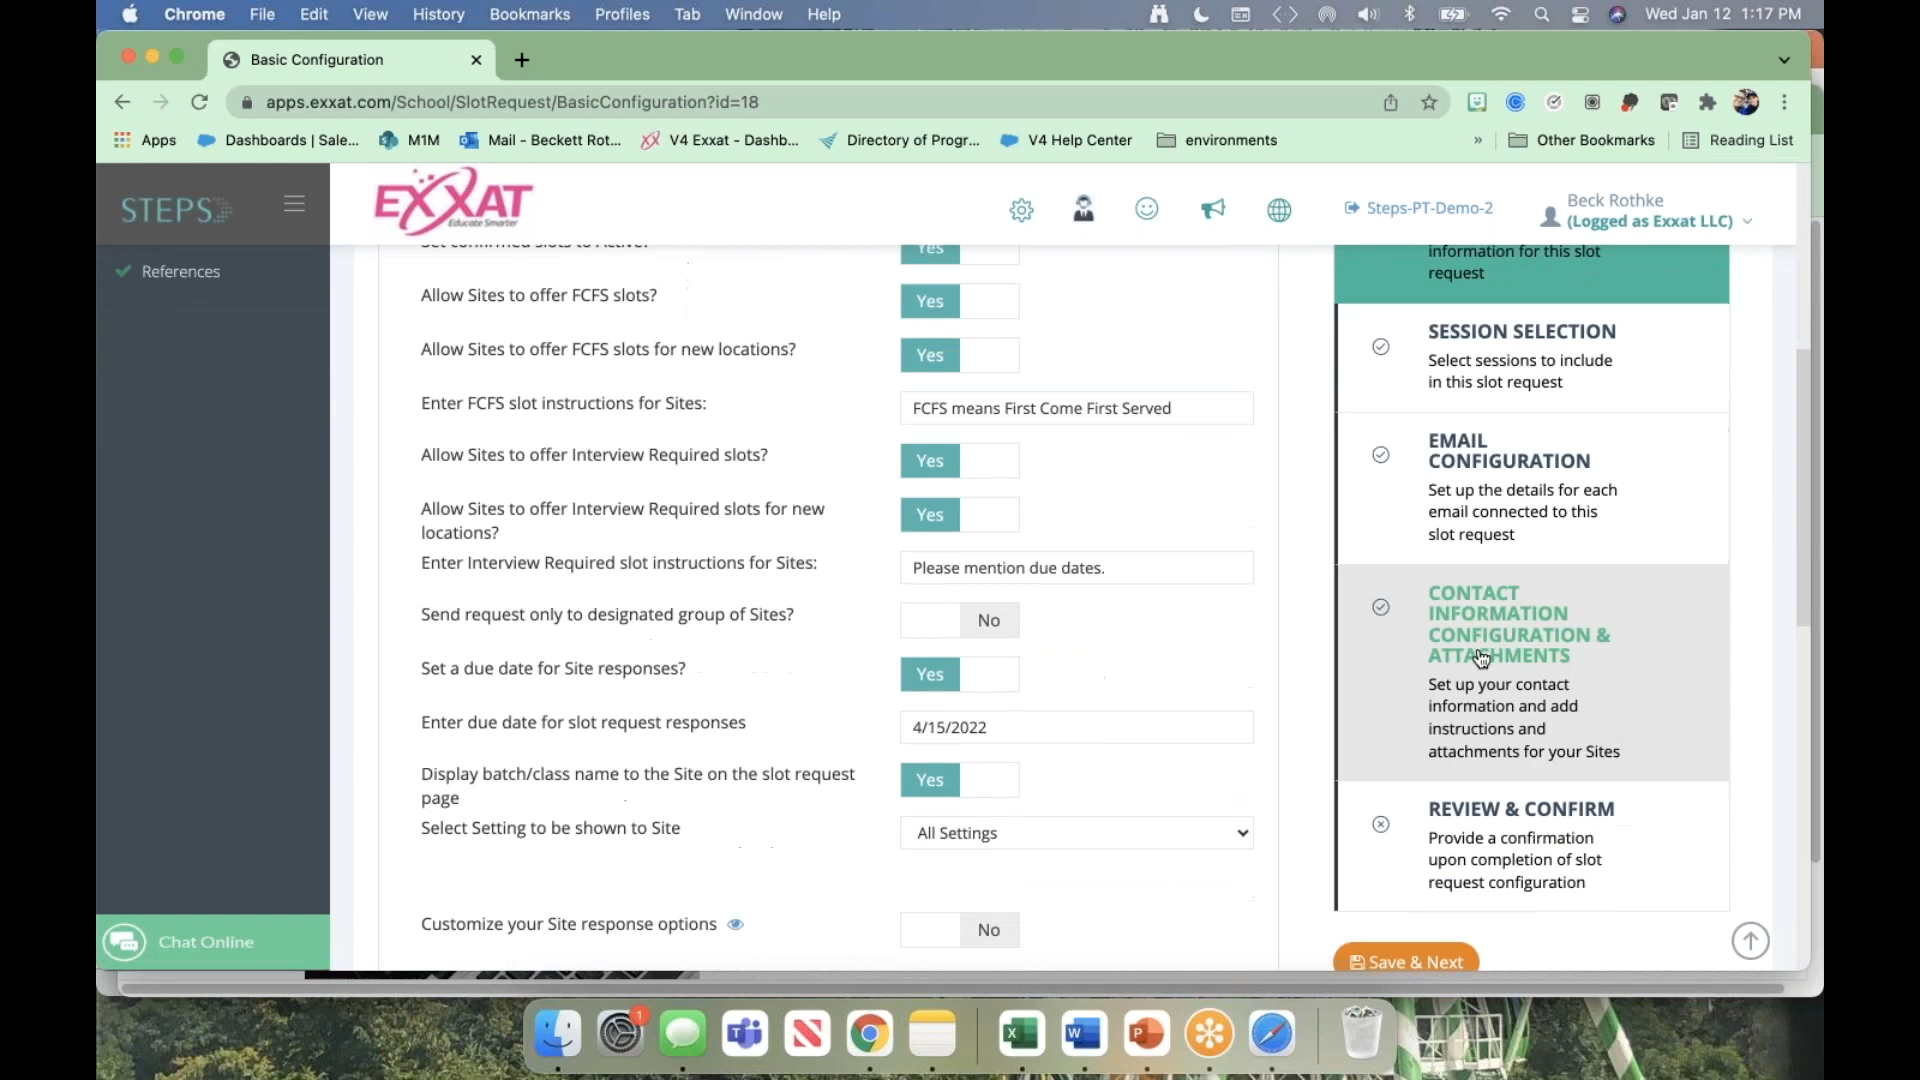 Chrome File Edit View History Bookmarks Profiles Tab Window Help Wed Jan 12 1:17 PM
Basic Configuration
apps.exxat.com/School/SlotRequest/BasicConfiguration?id=18
Apps Dashboards | Sale... M1M Mail - Beckett Rot... V4 Exxat - Dashb... Directory of Progr... V4 Help Center environments » Other Bookmarks Reading List
STEPS
EXXAT
Educate Smarter
Steps-PT-Demo-2
Beck Rothke
(Logged as Exxat LLC)
References
Set confirmed slots to Active? Yes
Allow Sites to offer FCFS slots? Yes
Allow Sites to offer FCFS slots for new locations? Yes
Enter FCFS slot instructions for Sites: FCFS means First Come First Served
Allow Sites to offer Interview Required slots? Yes
Allow Sites to offer Interview Required slots for new
locations? Yes
Enter Interview Required slot instructions for Sites: Please mention due dates.
Send request only to designated group of Sites? No
Set a due date for Site responses? Yes
Enter due date for slot request responses 4/15/2022
Display batch/class name to the Site on the slot request
page Yes
Select Setting to be shown to Site All Settings
Customize your Site response options No
information for this slot
request
SESSION SELECTION
Select sessions to include
in this slot request
EMAIL
CONFIGURATION
Set up the details for each
email connected to this
slot request
CONTACT
INFORMATION
CONFIGURATION &
ATTACHMENTS
Set up your contact
information and add
instructions and
attachments for your Sites
REVIEW & CONFIRM
Provide a confirmation
upon completion of slot
request configuration
Save & Next
Chat Online
1